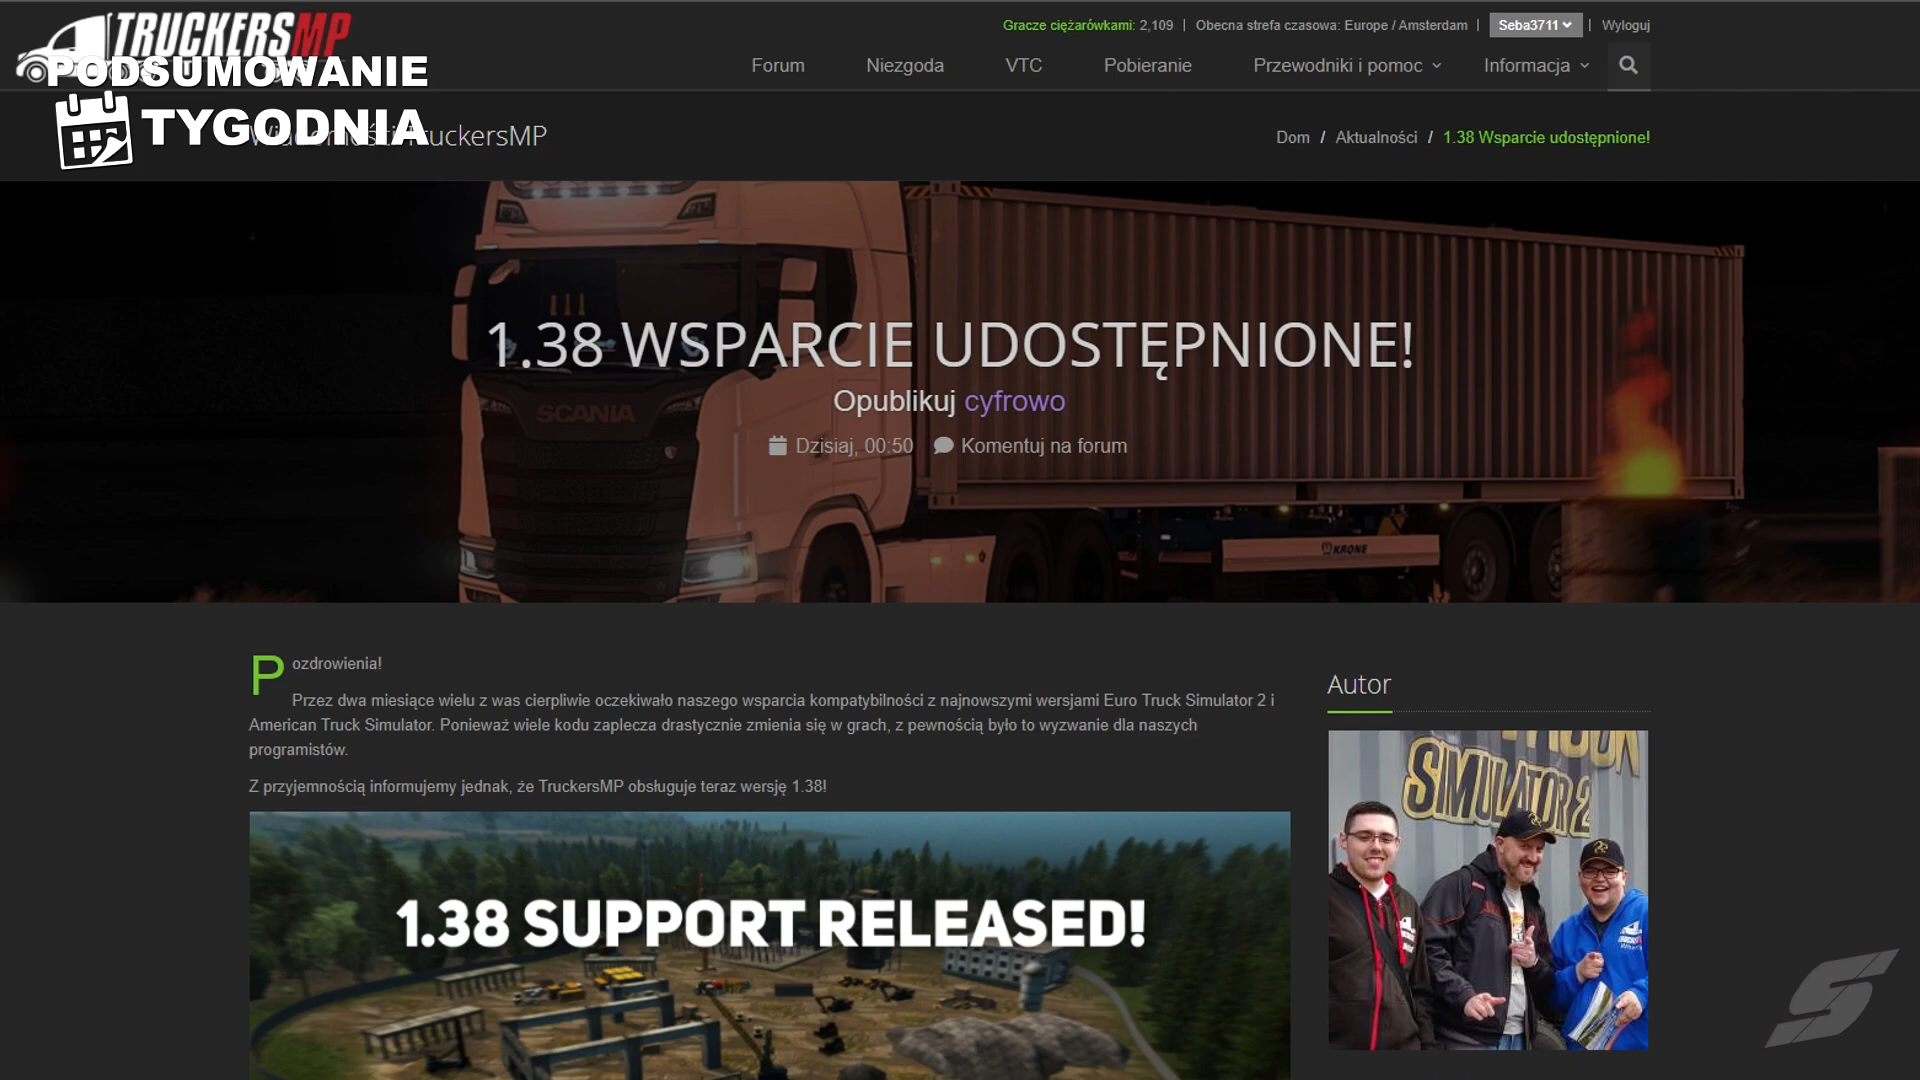 TRUCKERSMP
Gracze ciężarówkami: 2,109 | Obecna strefa czasowa: Europe / Amsterdam | Seba3711 | Wyloguj
PODSUMOWANIE
TYGODNIA
Forum Niezgoda VTC Pobieranie Przewodniki i pomoc Informacja
Wiadomości TruckersMP
Dom / Aktualności / 1.38 Wsparcie udostępnione!
1.38 WSPARCIE UDOSTĘPNIONE!
Opublikuj cyfrowo
Dzisiaj, 00:50 Komentuj na forum
SCANIA
KRONE
Pozdrowienia!
Przez dwa miesiące wielu z was cierpliwie oczekiwało naszego wsparcia kompatybilności z najnowszymi wersjami Euro Truck Simulator 2 i
American Truck Simulator. Ponieważ wiele kodu zaplecza drastycznie zmienia się w grach, z pewnością było to wyzwanie dla naszych
programistów.
Z przyjemnością informujemy jednak, że TruckersMP obsługuje teraz wersję 1.38!
1.38 SUPPORT RELEASED!
Autor
SIMULATOR 2